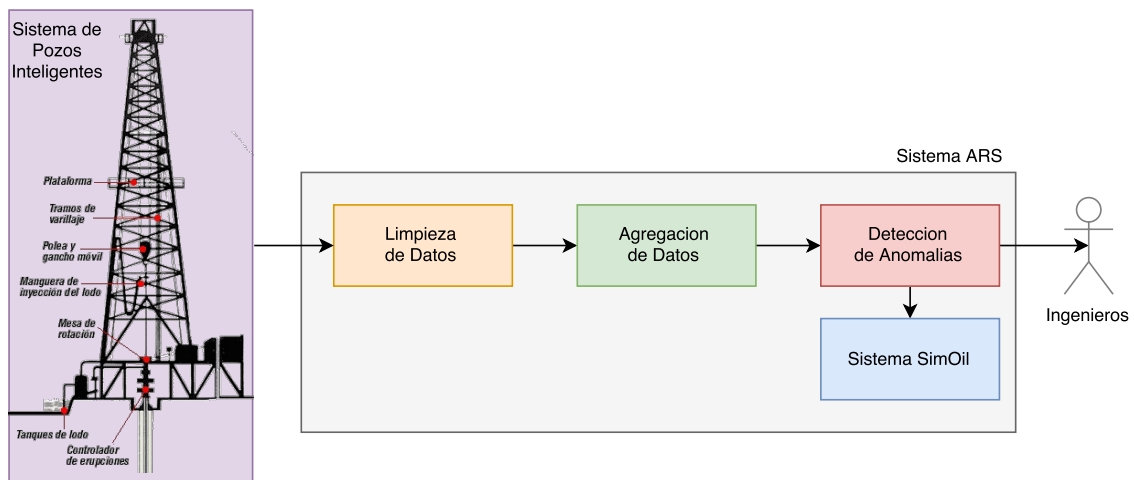 Sistema de
Pozos
Inteligentes
Plataforma
Tramos de
varillaje
Polea y
gancho móvil
Manguera de
inyección del lodo
Mesa de
rotación
Tanques de lodo
Controlador
de erupciones
Sistema ARS
Limpieza
de Datos
Agregacion
de Datos
Deteccion
de Anomalias
Sistema SimOil
Ingenieros